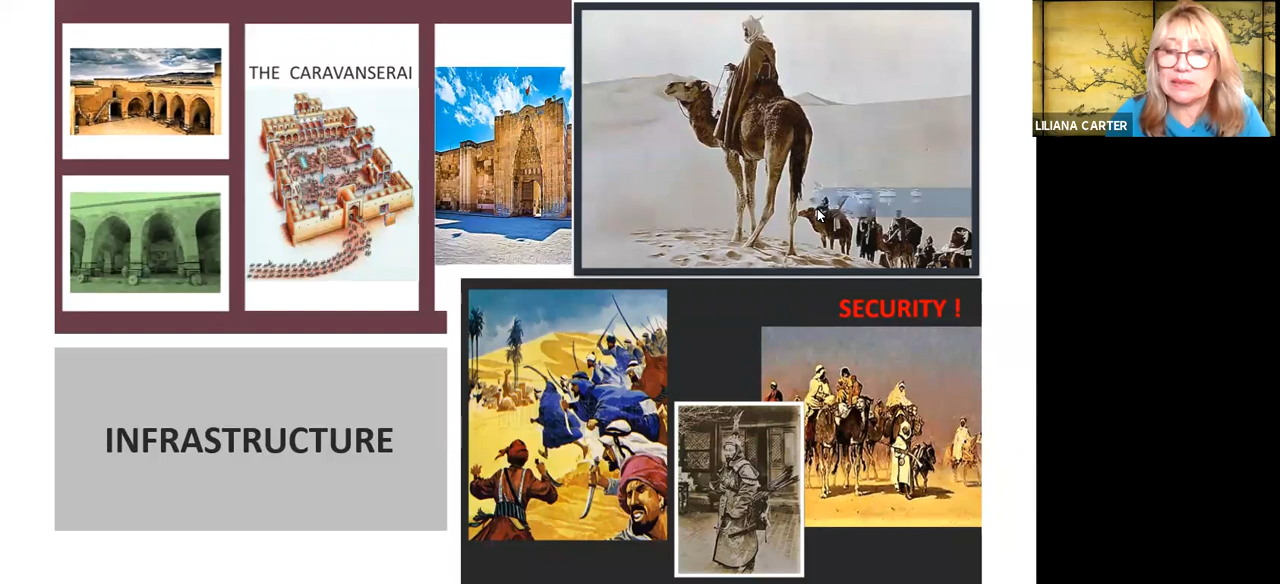 THE CARAVANSERAI
SECURITY !
INFRASTRUCTURE
LILIANA CARTER